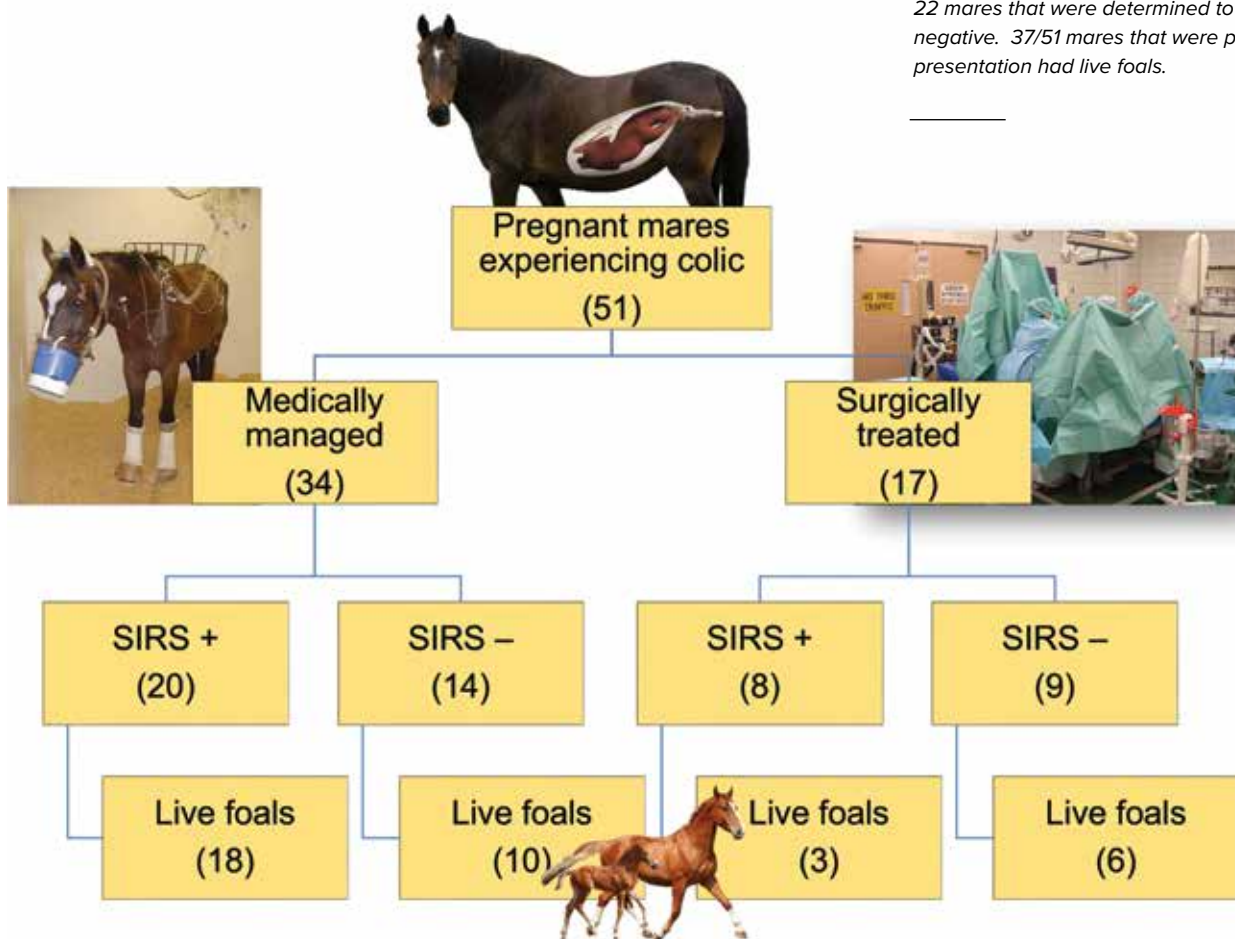 22 mares that were determined to
negative. 37/51 mares that were p
presentation had live foals.
Pregnant mares
experiencing colic
(51)
Medically
managed
(34)
Surgically
treated
(17)
SIRS +
(20)
SIRS –
(14)
SIRS +
(8)
SIRS –
(9)
Live foals
(18)
Live foals
(10)
Live foals
(3)
Live foals
(6)